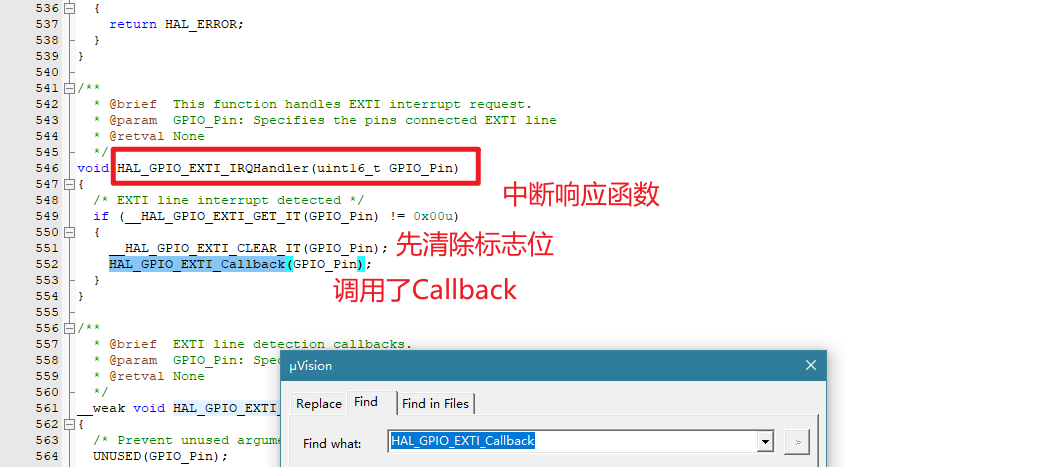 536 {
537 return HAL_ERROR;
538 }
539 }
540
541 /**
542 * @brief This function handles EXTI interrupt request.
543 * @param GPIO_Pin: Specifies the pins connected EXTI line
544 * @retval None
545 */
546 void HAL_GPIO_EXTI_IRQHandler(uint16_t GPIO_Pin)
547 {
中断响应函数
548 /* EXTI line interrupt detected */
549 if (__HAL_GPIO_EXTI_GET_IT(GPIO_Pin) != 0x00u)
550 {
551 __HAL_GPIO_EXTI_CLEAR_IT(GPIO_Pin);
先清除标志位
552 HAL_GPIO_EXTI_Callback(GPIO_Pin);
553 }
调用了Callback
554 }
555
556 /**
557 * @brief EXTI line detection callbacks.
558 * @param GPIO_Pin: Spec
559 * @retval None
560 */
561 __weak void HAL_GPIO_EXTI_
562 {
563 /* Prevent unused argum
564 UNUSED(GPIO_Pin);
μVision
Replace Find Find in Files
Find what: HAL_GPIO_EXTI_Callback >